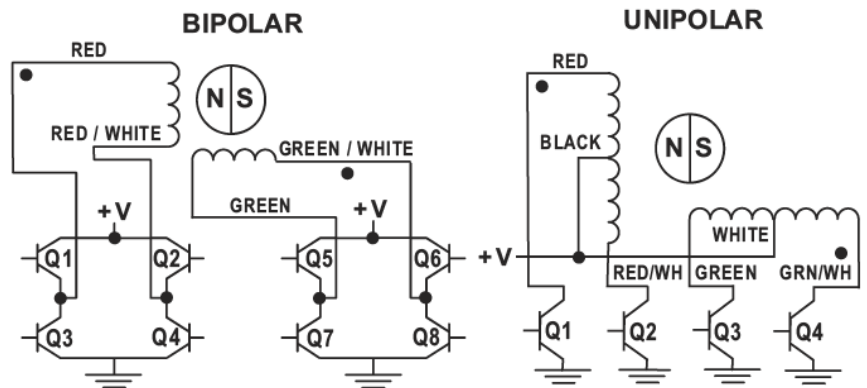 BIPOLAR
RED
N S
RED / WHITE
GREEN / WHITE
GREEN
+V
+V
Q1
Q2
Q5
Q6
Q3
Q4
Q7
Q8
UNIPOLAR
RED
BLACK
N S
WHITE
+V
RED/WH
GREEN
GRN/WH
Q1
Q2
Q3
Q4